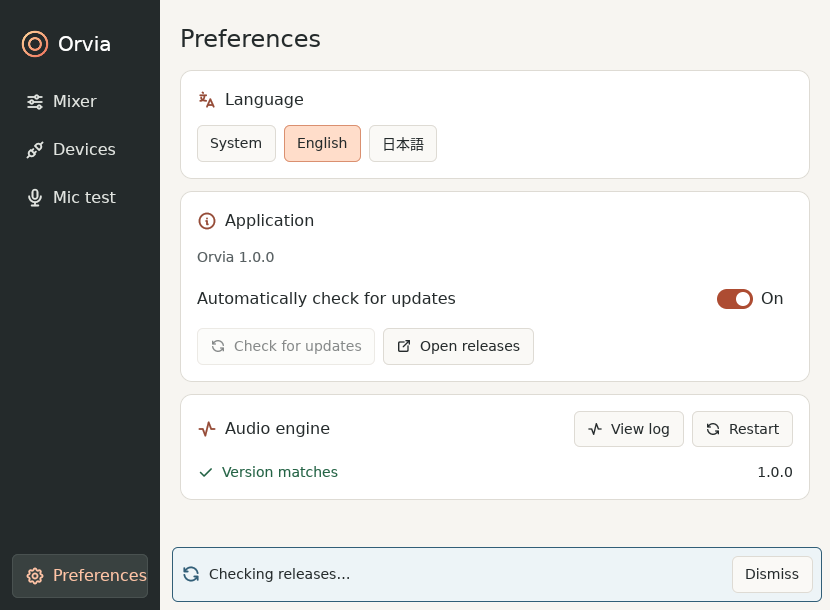 Orvia
Mixer
Devices
Mic test
Preferences
Preferences
Language
System
English
日本語
Application
Orvia 1.0.0
Automatically check for updates
On
Check for updates
Open releases
Audio engine
View log
Restart
Version matches
1.0.0
Checking releases...
Dismiss